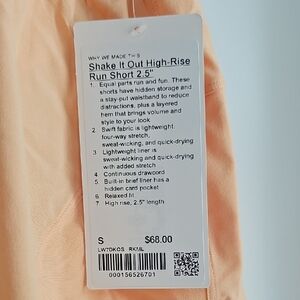 WHY WE MADE THIS
Shake It Out High-Rise
Run Short 2.5"
1 Equal parts run and fun. These
shorts have hidden storage and
a stay-put waistband to reduce
distractions, plus a layered
hem that brings volume and
style to your look
2 Swift fabric is lightweight,
four-way stretch,
sweat-wicking, and quick-drying
3 Lightweight liner is
sweat-wicking and quick-drying
with added stretch
4 Continuous drawcord
5 Built-in brief liner has a
hidden card pocket
6 Relaxed fit
7 High rise, 2.5" length
S $68.00
LW7DKOS RKML
000156526701